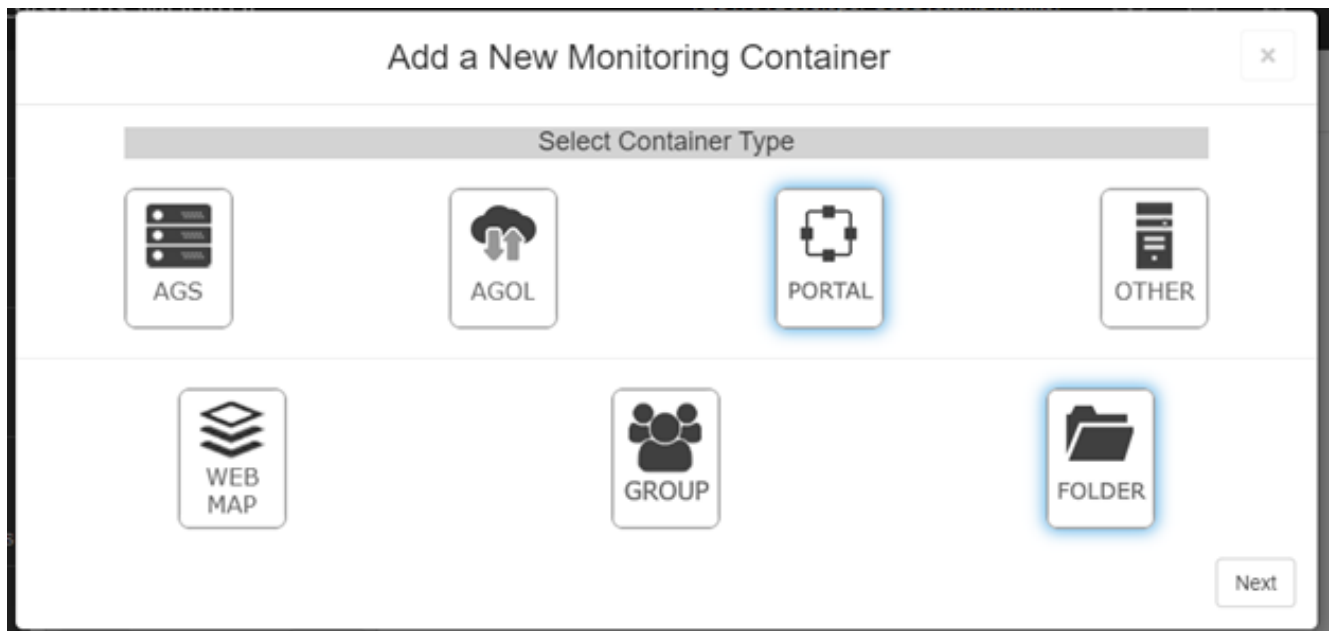 Add a New Monitoring Container
×
Select Container Type
AGS
AGOL
PORTAL
OTHER
WEB
MAP
GROUP
FOLDER
Next